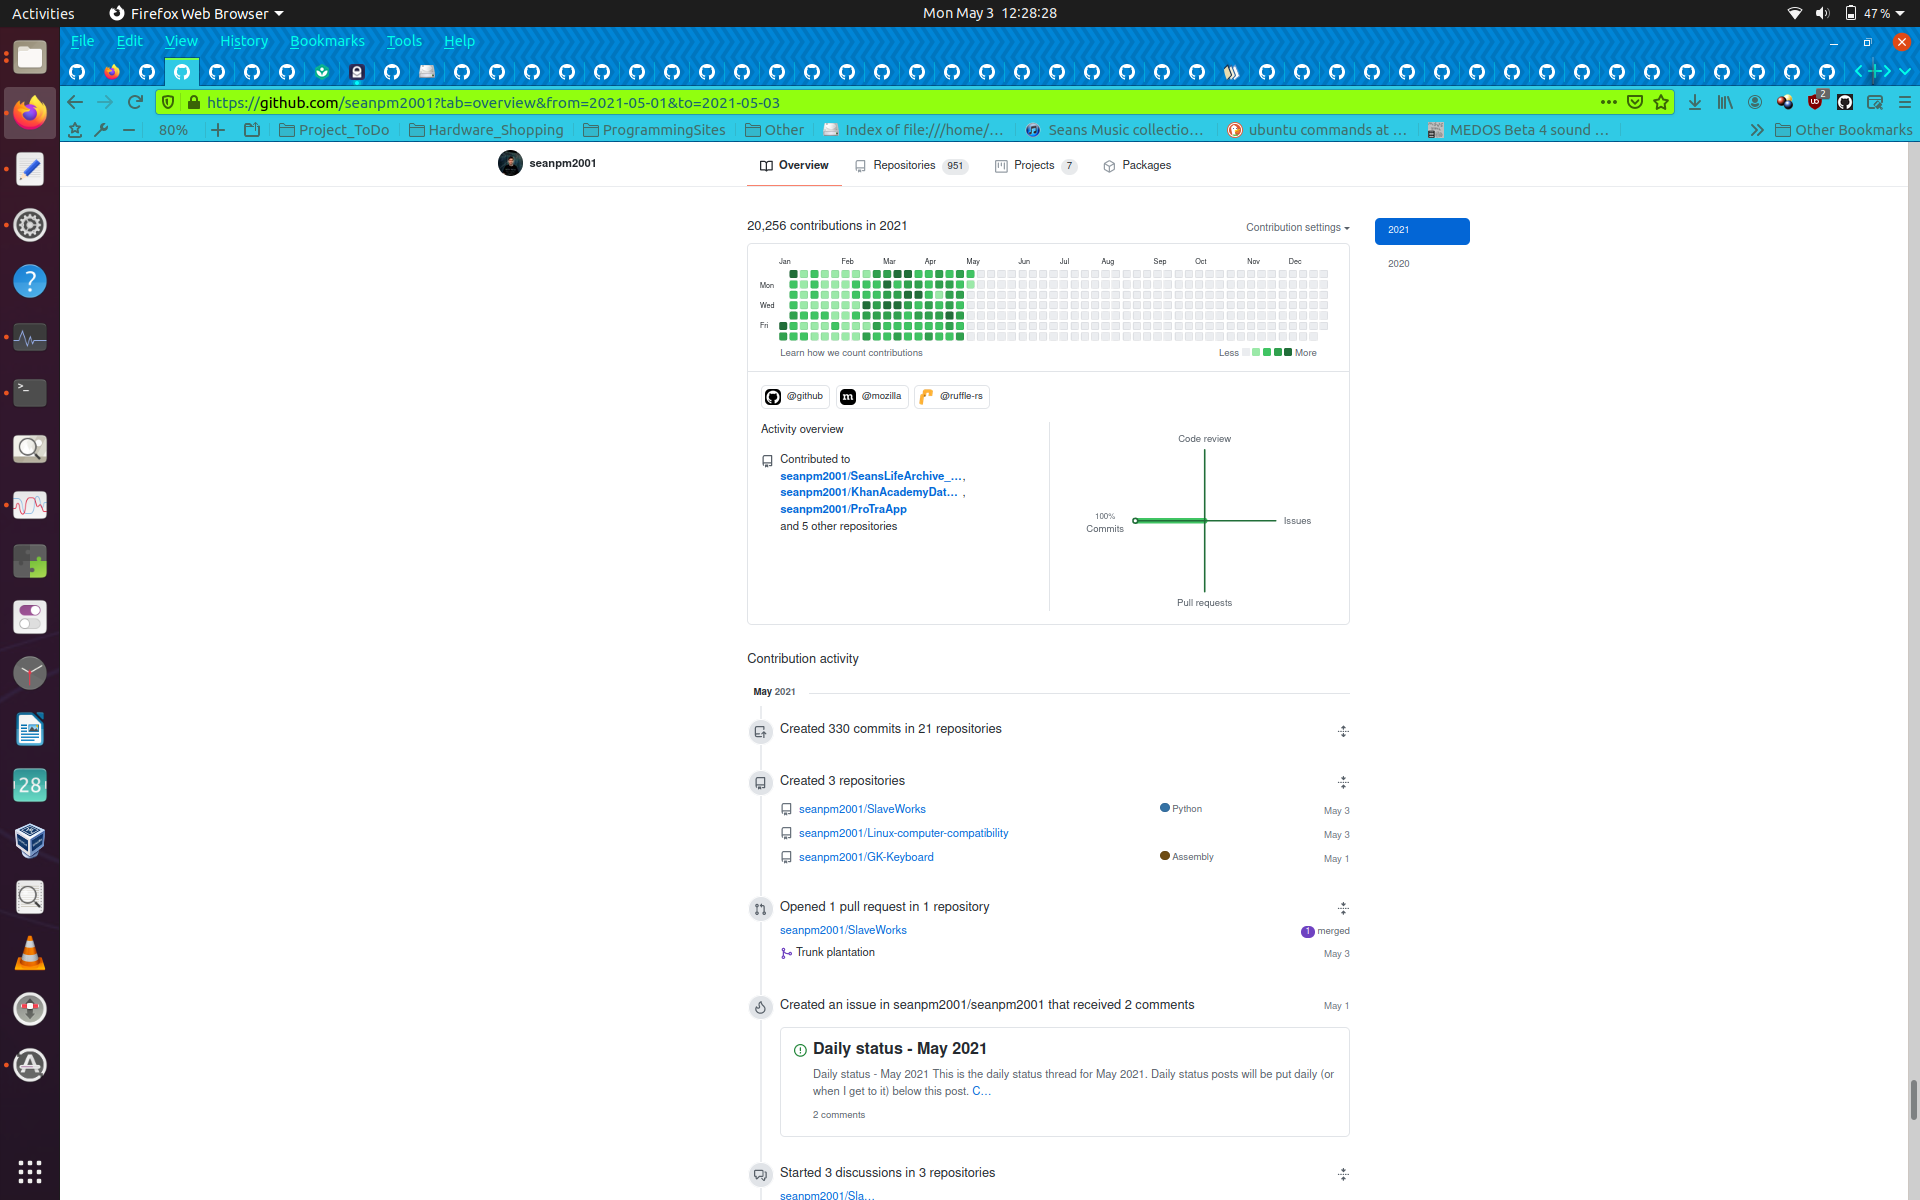 Activities Firefox Web Browser Mon May 3 12:28:28 47 %
File Edit View History Bookmarks Tools Help
https://github.com/seanpm2001?tab=overview&from=2021-05-01&to=2021-05-03 2
80% Project_ToDo Hardware_Shopping ProgrammingSites Other Index of file:///home/... Seans Music collectio... ubuntu commands at ... MEDOS Beta 4 sound ... Other Bookmarks
seanpm2001 Overview Repositories 951 Projects 7 Packages
20,256 contributions in 2021 Contribution settings 2021
2020
Jan Feb Mar Apr May Jun Jul Aug Sep Oct Nov Dec
Mon
Wed
Fri
Learn how we count contributions Less More
@github @mozilla @ruffle-rs
Activity overview
Contributed to
seanpm2001/SeansLifeArchive_...,
seanpm2001/KhanAcademyDat... ,
seanpm2001/ProTraApp
and 5 other repositories
Code review
100%
Commits
Issues
Pull requests
Contribution activity
May 2021
Created 330 commits in 21 repositories
Created 3 repositories
seanpm2001/SlaveWorks Python May 3
seanpm2001/Linux-computer-compatibility May 3
seanpm2001/GK-Keyboard Assembly May 1
Opened 1 pull request in 1 repository
seanpm2001/SlaveWorks 1 merged
Trunk plantation May 3
Created an issue in seanpm2001/seanpm2001 that received 2 comments May 1
Daily status - May 2021
Daily status - May 2021 This is the daily status thread for May 2021. Daily status posts will be put daily (or
when I get to it) below this post. C...
2 comments
Started 3 discussions in 3 repositories
seanpm2001/Sla...
28